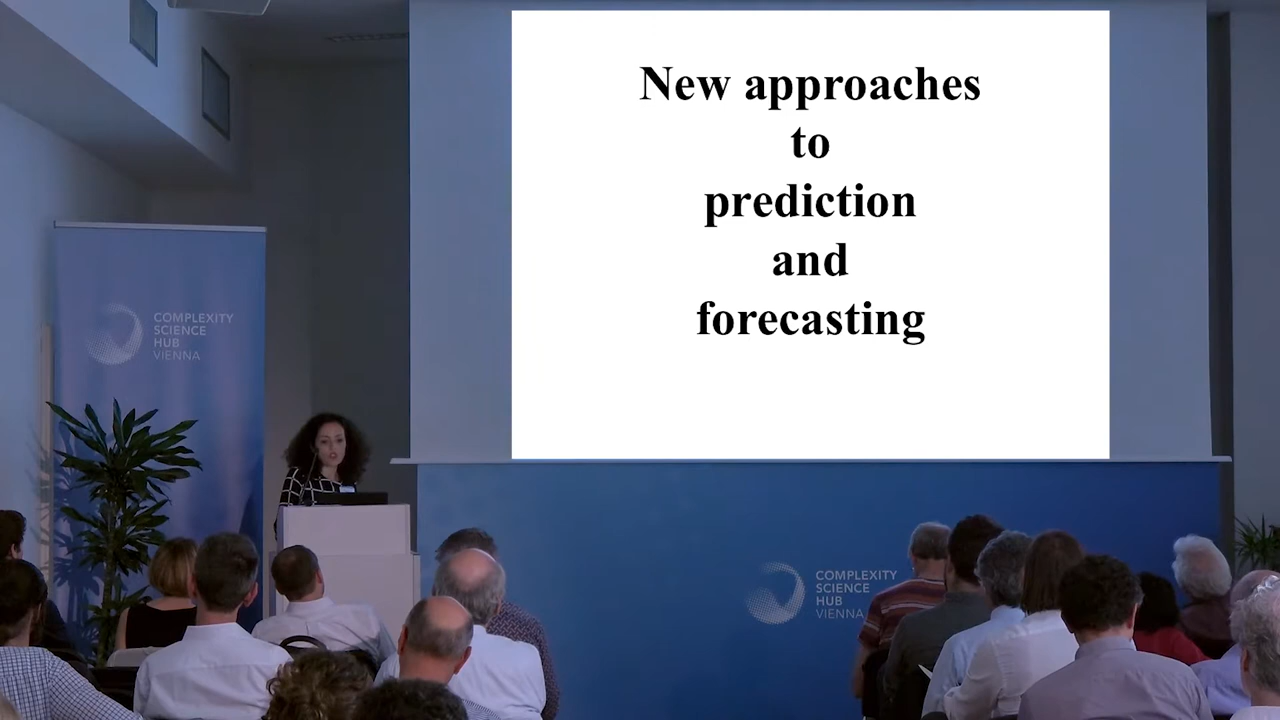 New approaches
to
prediction
and
forecasting
COMPLEXITY
SCIENCE
HUB
VIENNA
COMPLEXITY
SCIENCE
HUB
VIENNA